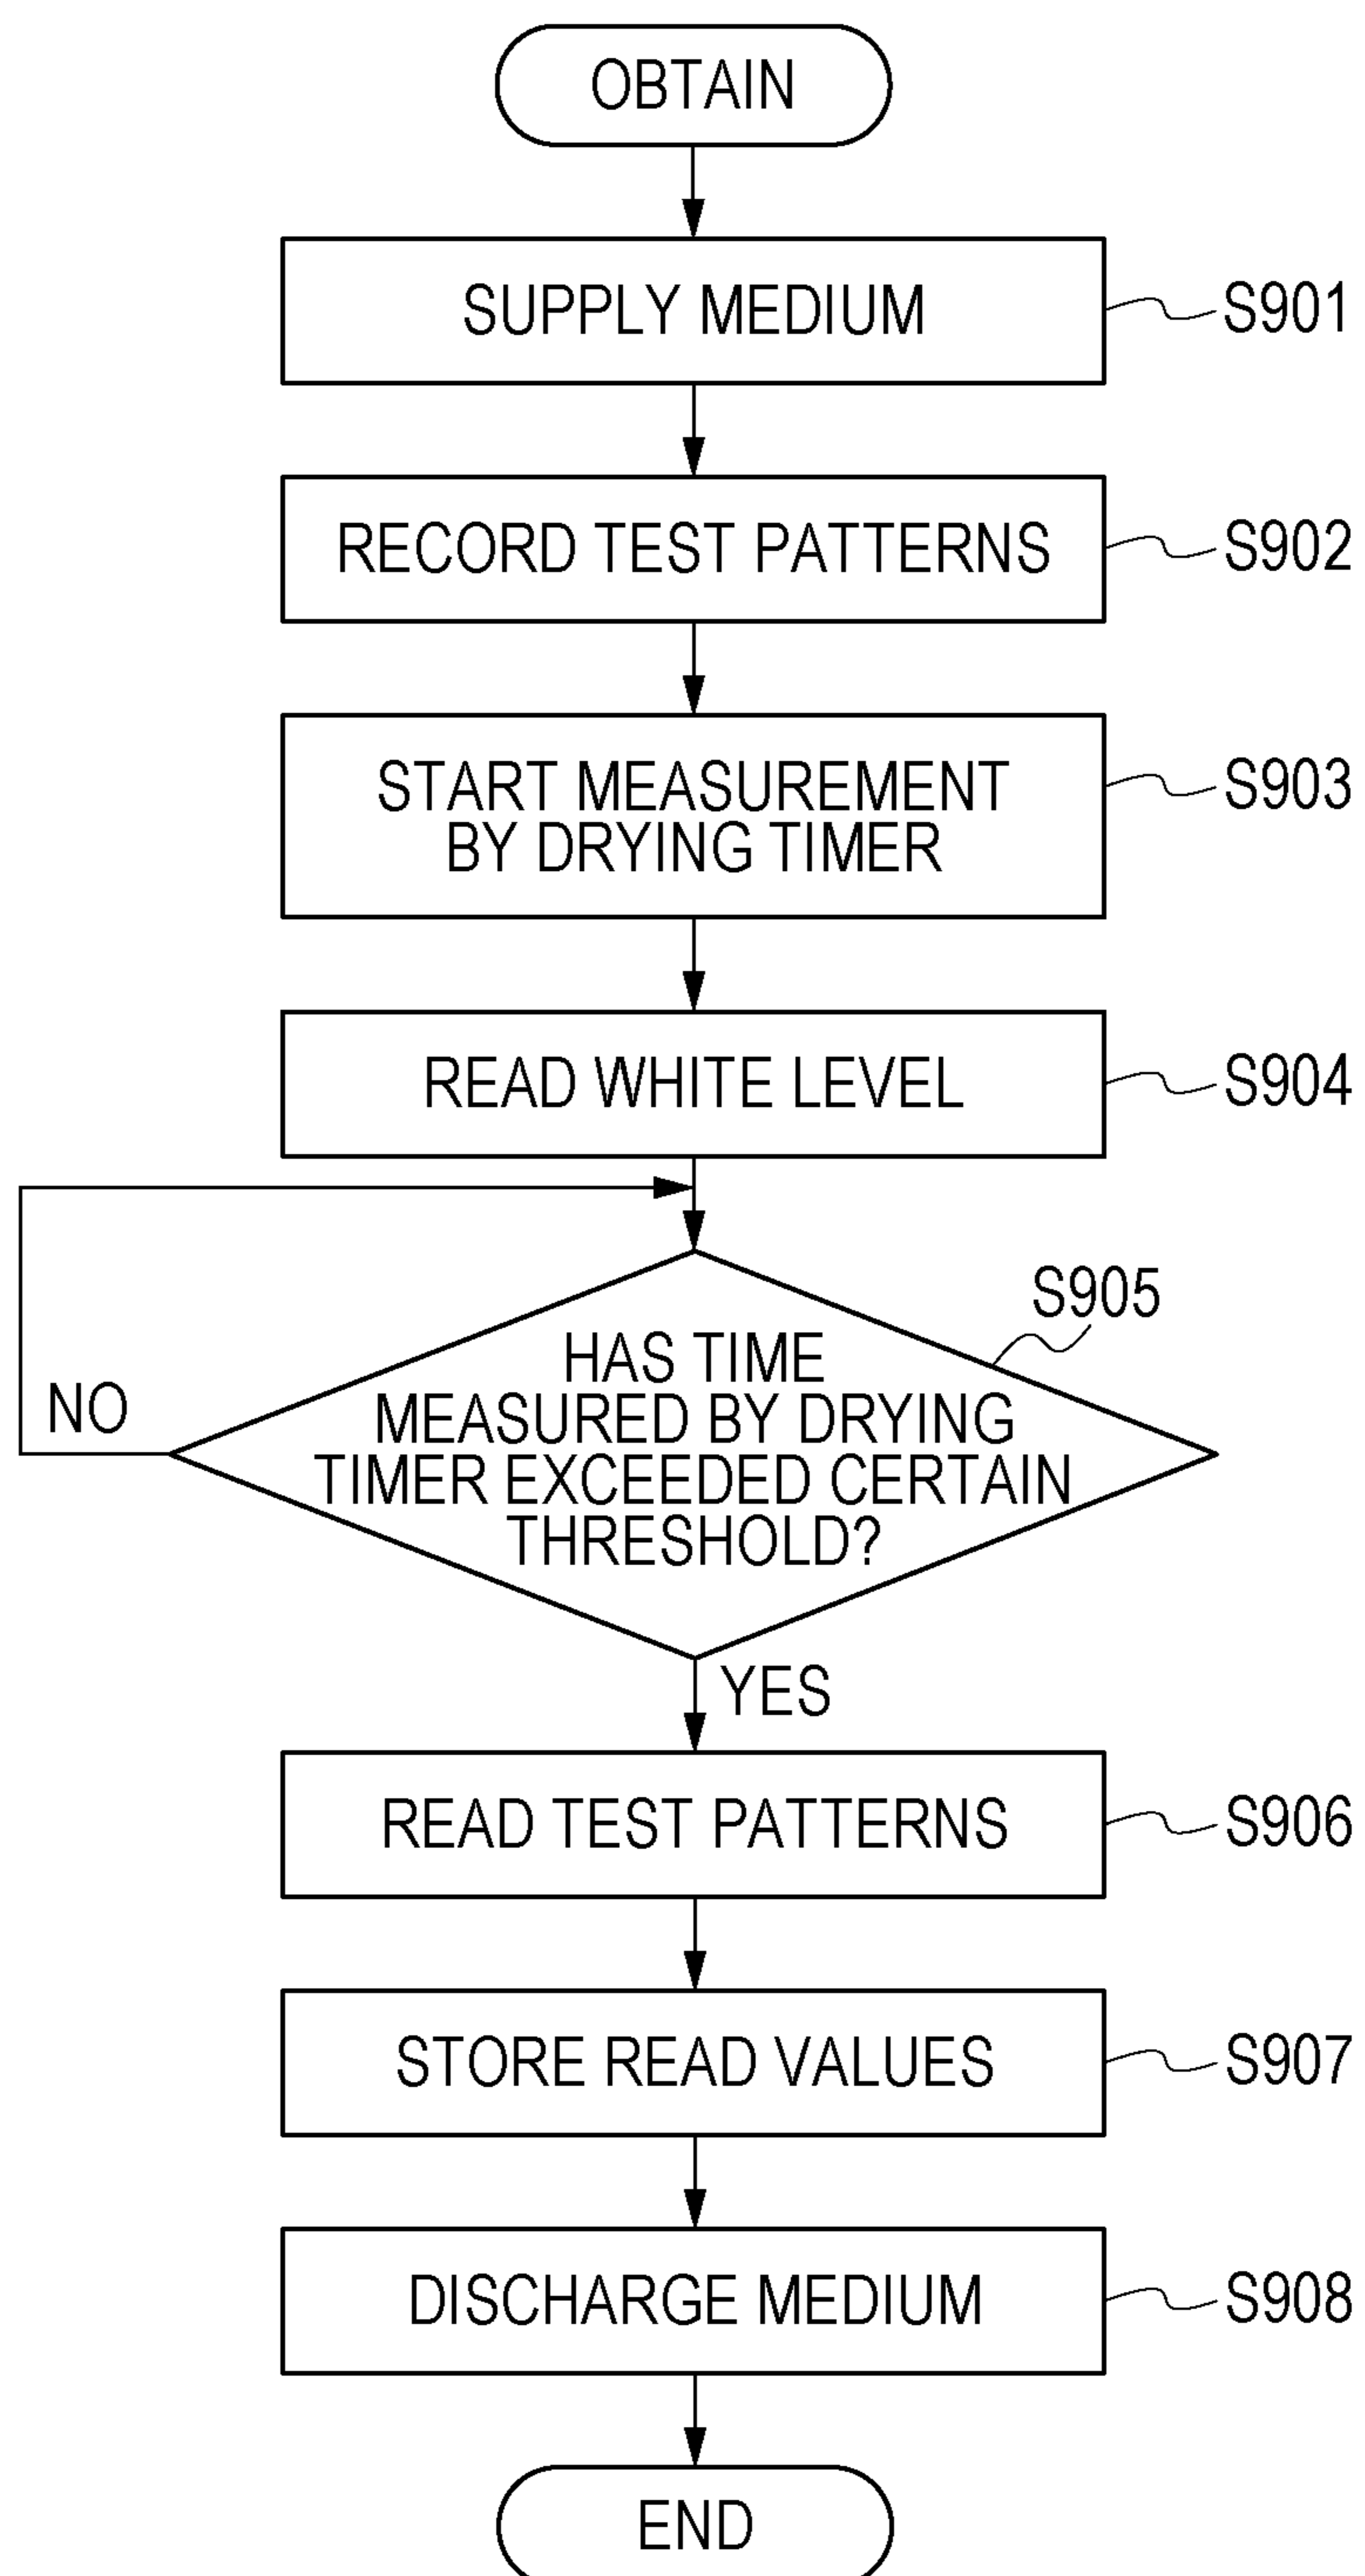 OBTAIN
SUPPLY MEDIUM
S901
RECORD TEST PATTERNS
S902
START MEASUREMENT
BY DRYING TIMER
S903
READ WHITE LEVEL
S904
S905
HAS TIME
MEASURED BY DRYING
TIMER EXCEEDED CERTAIN
THRESHOLD?
NO
YES
READ TEST PATTERNS
S906
STORE READ VALUES
S907
DISCHARGE MEDIUM
S908
END